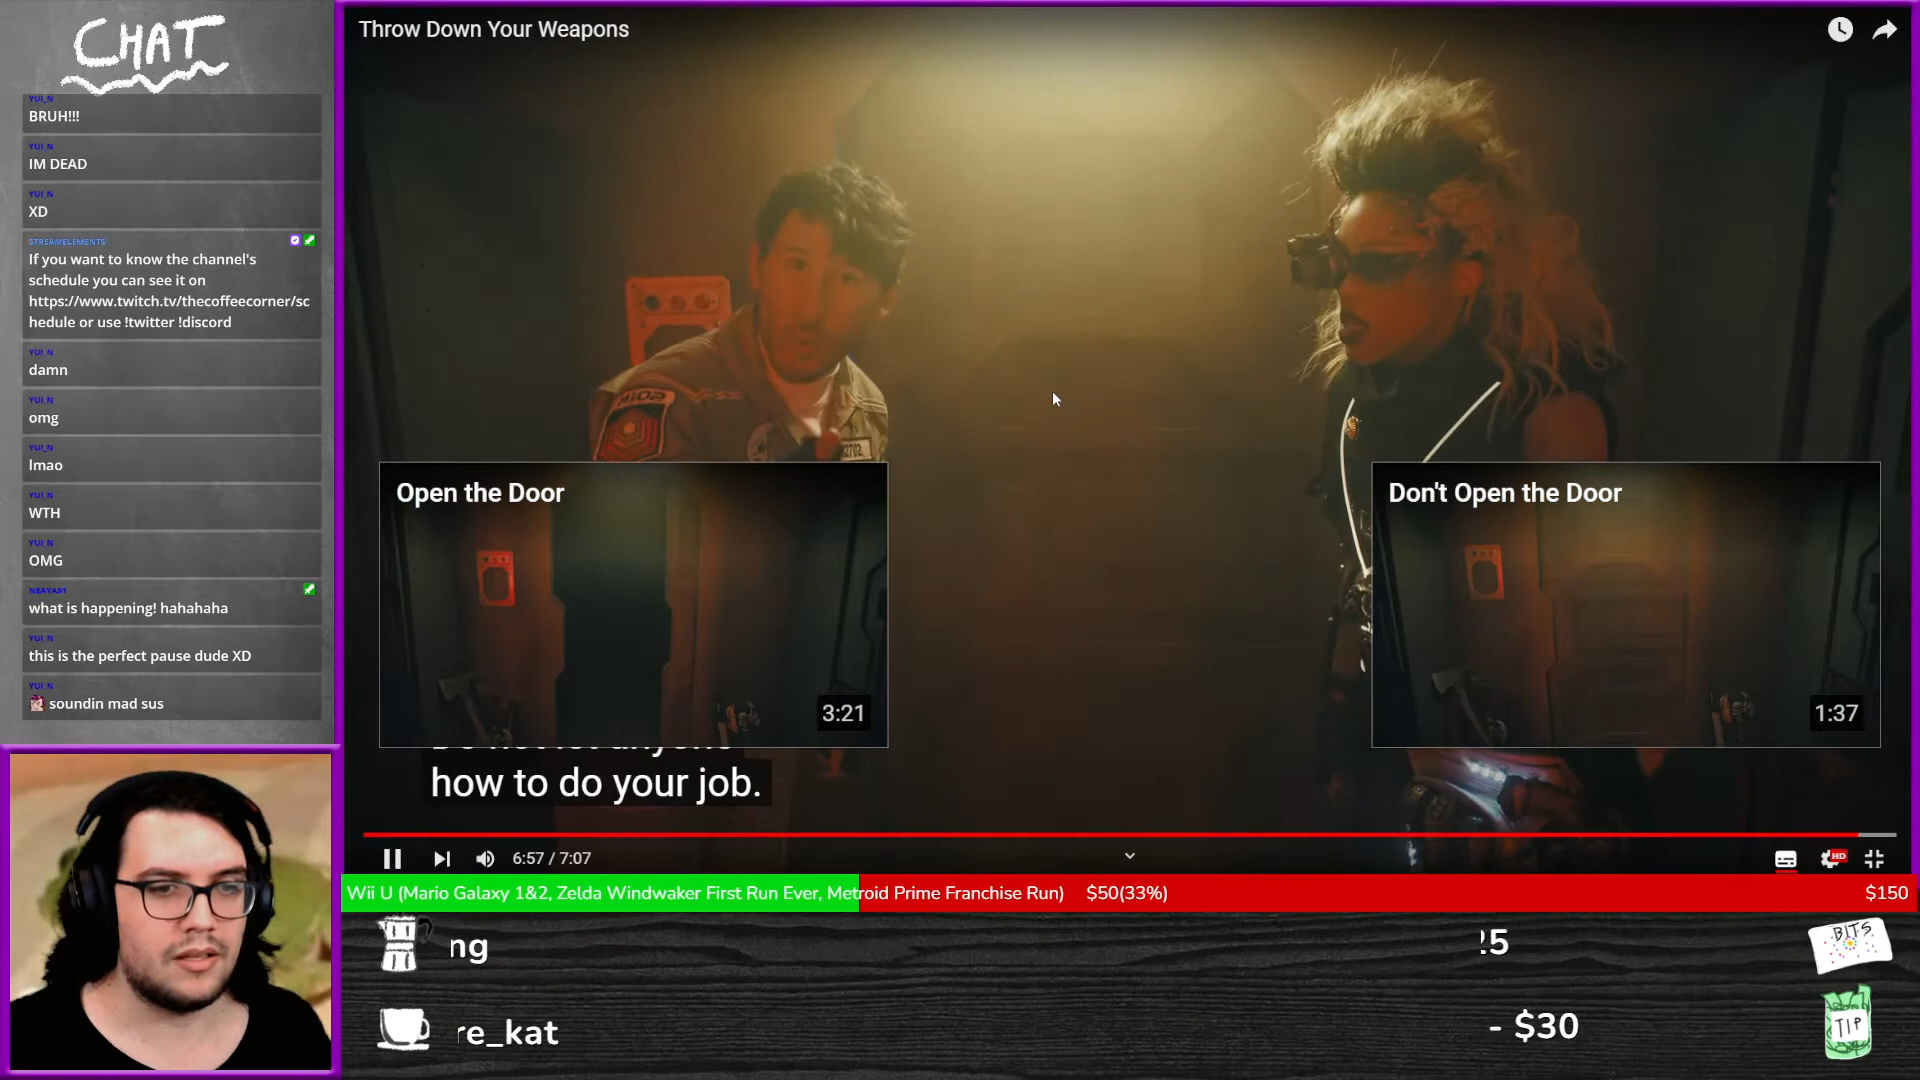 CHAT
YUI_N
BRUH!!!
YUI_N
IM DEAD
YUI_N
XD
STREAMELEMENTS
If you want to know the channel's
schedule you can see it on
https://www.twitch.tv/thecoffeecorner/sc
hedule or use !twitter !discord
YUI_N
damn
YUI_N
omg
YUI_N
lmao
YUI_N
WTH
YUI_N
OMG
NEAYA91
what is happening! hahahaha
YUI_N
this is the perfect pause dude XD
YUI_N
soundin mad sus
Throw Down Your Weapons
Open the Door
3:21
Don't Open the Door
1:37
how to do your job.
6:57 / 7:07
HD
Wii U (Mario Galaxy 1&2, Zelda Windwaker First Run Ever, Metroid Prime Franchise Run) $50(33%) $150
ng
25
BITS
re_kat
- $30
TIP